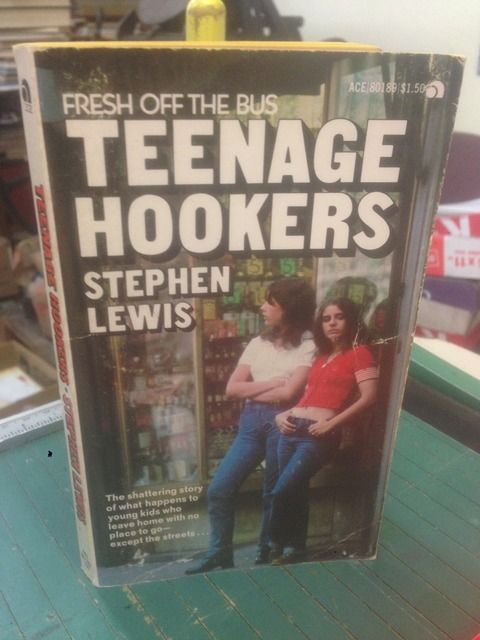 ACE/80189/$1.50
FRESH OFF THE BUS
TEENAGE
HOOKERS
STEPHEN
LEWIS
The shattering story
of what happens to
young kids who
leave home with no
place to go—
except the streets...
TEENAGE HOOKERS STEPHEN LEWIS